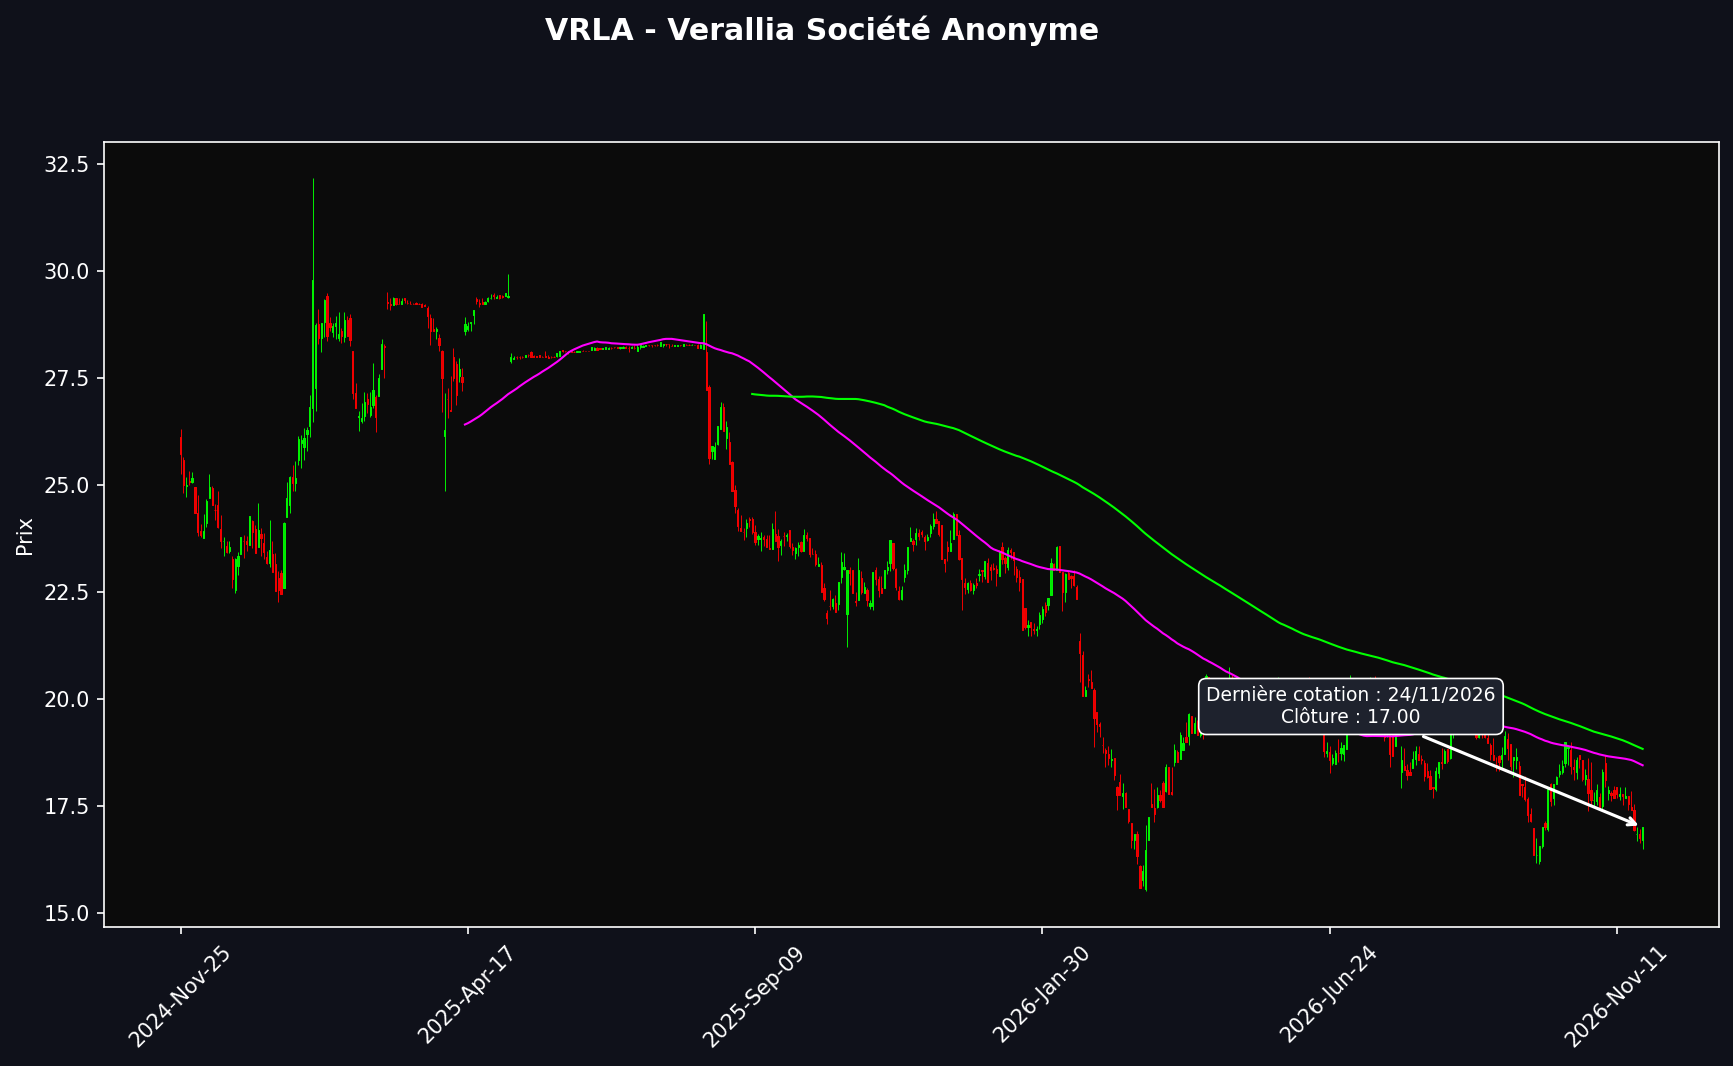 VRLA - Verallia Société Anonyme
Prix
32.5
30.0
27.5
25.0
22.5
20.0
17.5
15.0
Dernière cotation : 24/11/2026
Clôture : 17.00
2024-Nov-25
2025-Apr-17
2025-Sep-09
2026-Jan-30
2026-Jun-24
2026-Nov-11